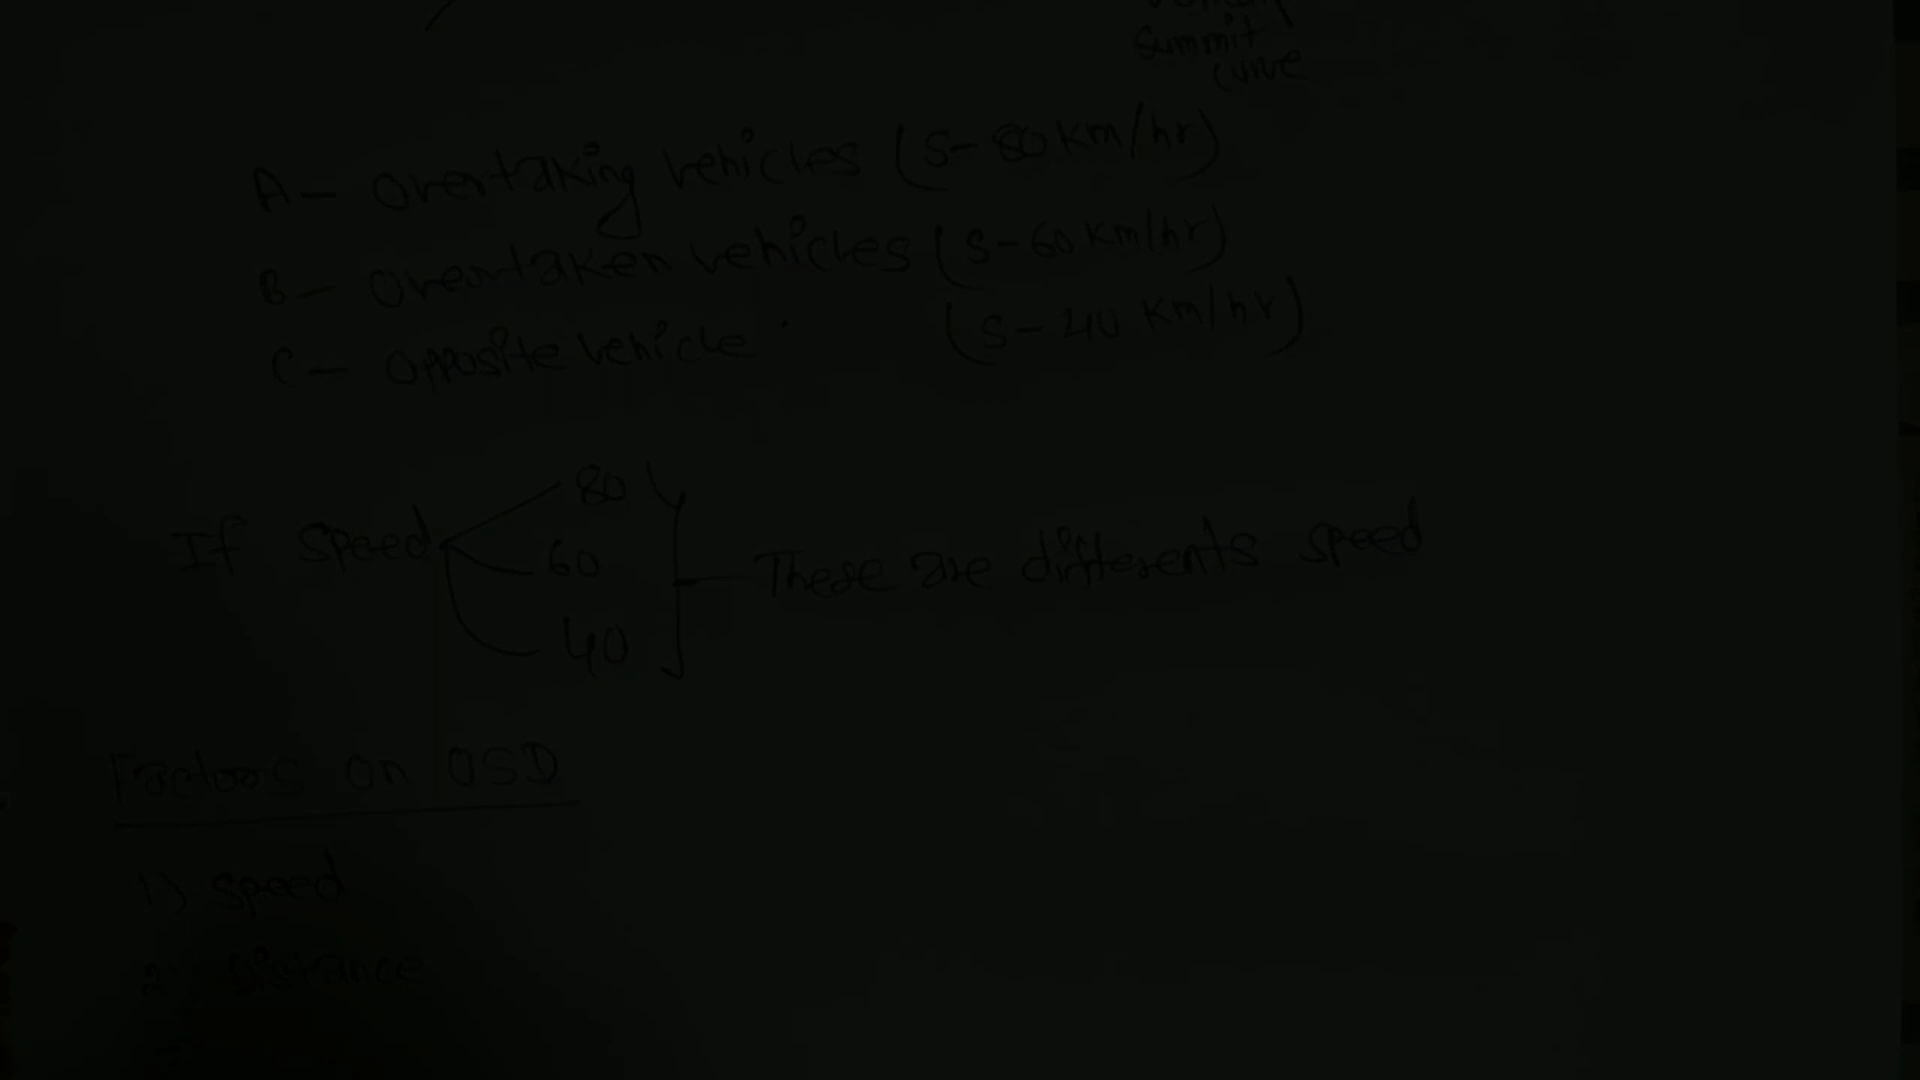 Summit
curve
A - Overtaking vehicles (S-80 km/hr)
B - Overtaken vehicles (S-60 km/hr)
C - Opposite vehicle (S-40 km/hr)
If speed 80
60
40
These are differents speed
Factors on OSD
1) Speed
2) Distance